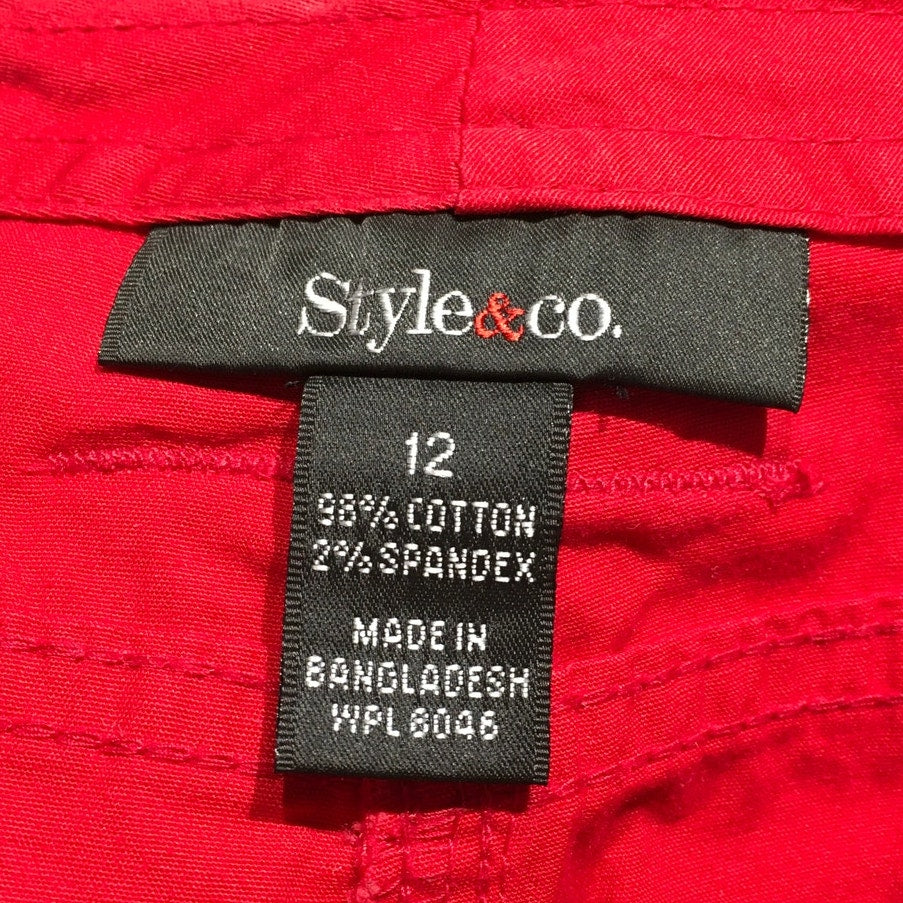 Style&co.
12
98% COTTON
2% SPANDEX
MADE IN
BANGLADESH
WPL 6046